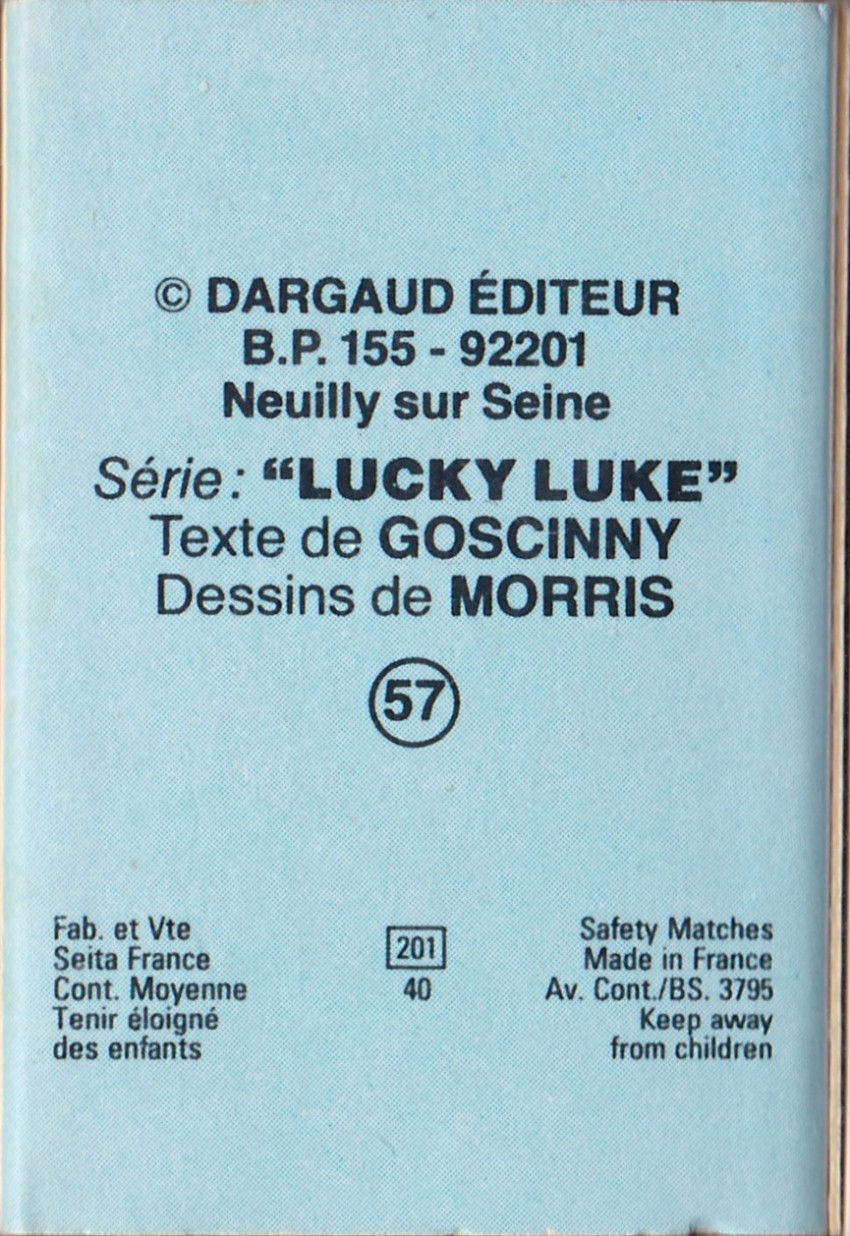 © DARGAUD ÉDITEUR
B.P. 155 - 92201
Neuilly sur Seine
Série : “LUCKY LUKE”
Texte de GOSCINNY
Dessins de MORRIS
57
Fab. et Vte
Seita France
Cont. Moyenne
Tenir éloigné
des enfants
201
40
Safety Matches
Made in France
Av. Cont./BS. 3795
Keep away
from children